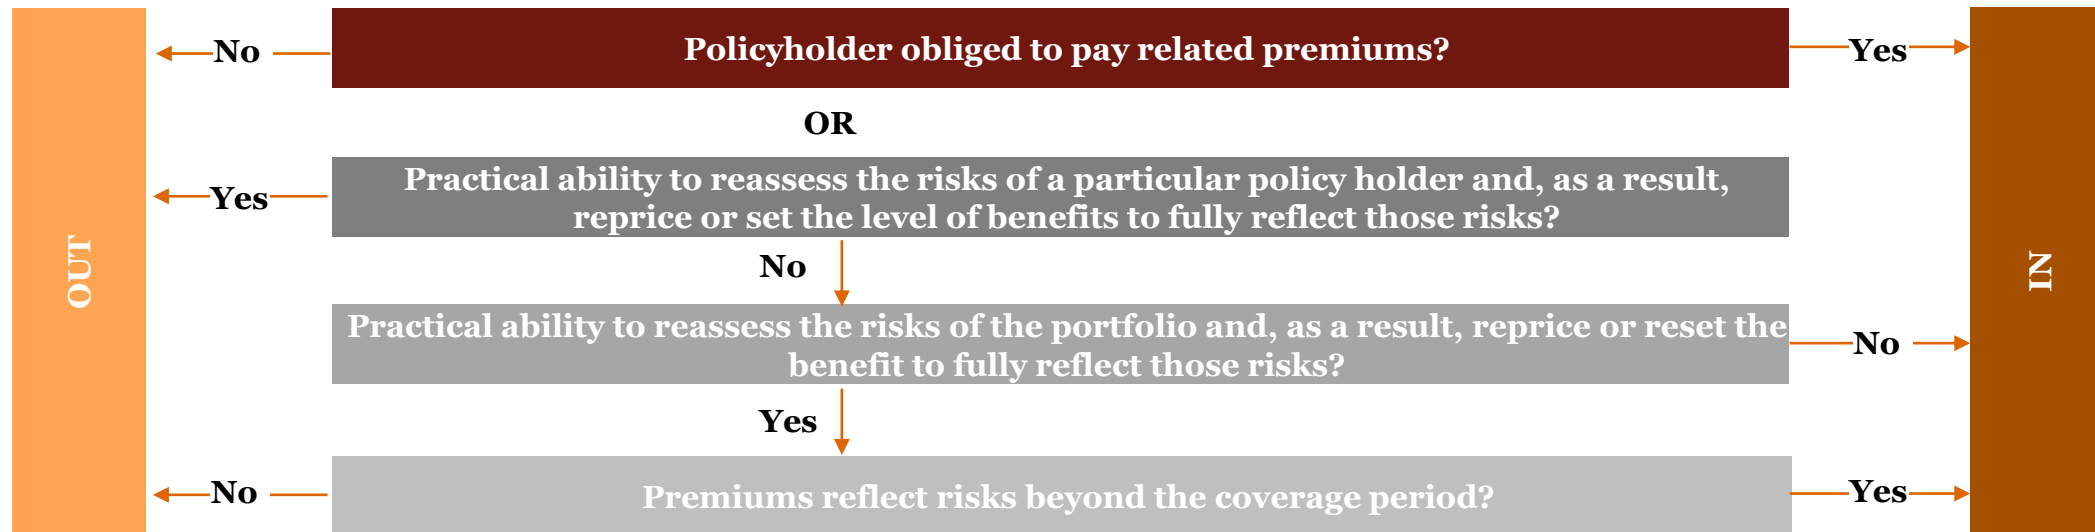 No
Policyholder obliged to pay related premiums?
Yes
OR
Yes
Practical ability to reassess the risks of a particular policy holder and, as a result,
reprice or set the level of benefits to fully reflect those risks?
OUT
IN
No
Practical ability to reassess the risks of the portfolio and, as a result, reprice or reset the
benefit to fully reflect those risks?
No
Yes
No
Premiums reflect risks beyond the coverage period?
Yes